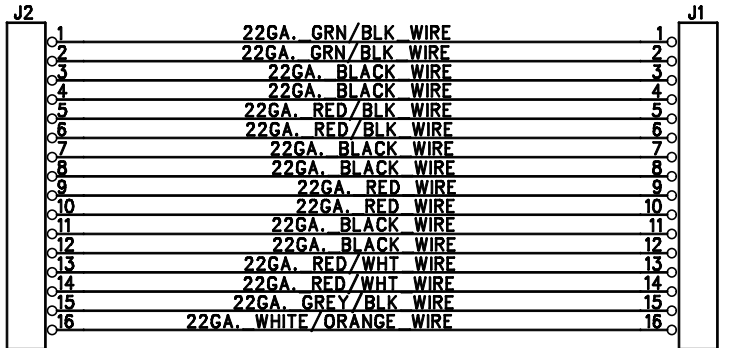 J2 J1
1 22GA. GRN/BLK WIRE 1
2 22GA. GRN/BLK WIRE 2
3 22GA. BLACK WIRE 3
4 22GA. BLACK WIRE 4
5 22GA. RED/BLK WIRE 5
6 22GA. RED/BLK WIRE 6
7 22GA. BLACK WIRE 7
8 22GA. BLACK WIRE 8
9 22GA. RED WIRE 9
10 22GA. RED WIRE 10
11 22GA. BLACK WIRE 11
12 22GA. BLACK WIRE 12
13 22GA. RED/WHT WIRE 13
14 22GA. RED/WHT WIRE 14
15 22GA. GREY/BLK WIRE 15
16 22GA. WHITE/ORANGE WIRE 16